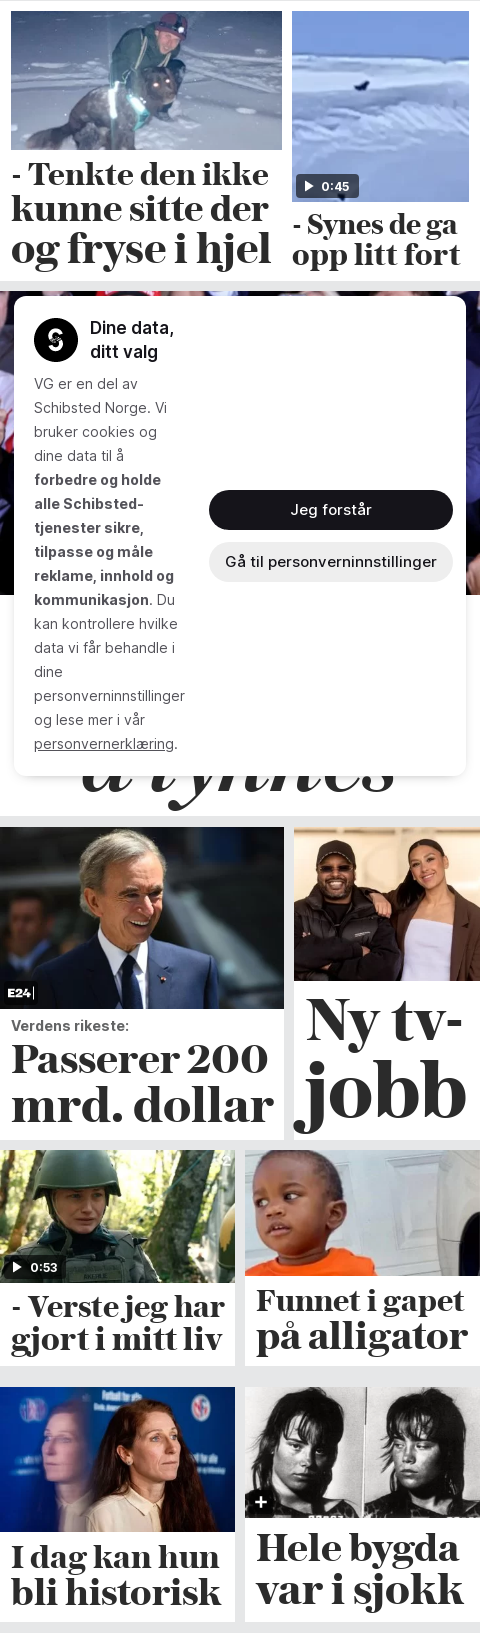 - Tenkte den ikke
kunne sitte der
og fryse i hjel
0:45
- Synes de ga
opp litt fort
Dine data,
ditt valg
VG er en del av
Schibsted Norge. Vi
bruker cookies og
dine data til å
forbedre og holde
alle Schibsted-
tjenester sikre,
tilpasse og måle
reklame, innhold og
kommunikasjon. Du
kan kontrollere hvilke
data vi får behandle i
dine
personverninnstillinger
og lese mer i vår
personvernerklæring.
Jeg forstår
Gå til personverninnstillinger
å lynnes
E24
Verdens rikeste:
Passerer 200
mrd. dollar
Ny tv-
jobb
0:53
- Verste jeg har
gjort i mitt liv
Funnet i gapet
på alligator
I dag kan hun
bli historisk
Hele bygda
var i sjokk